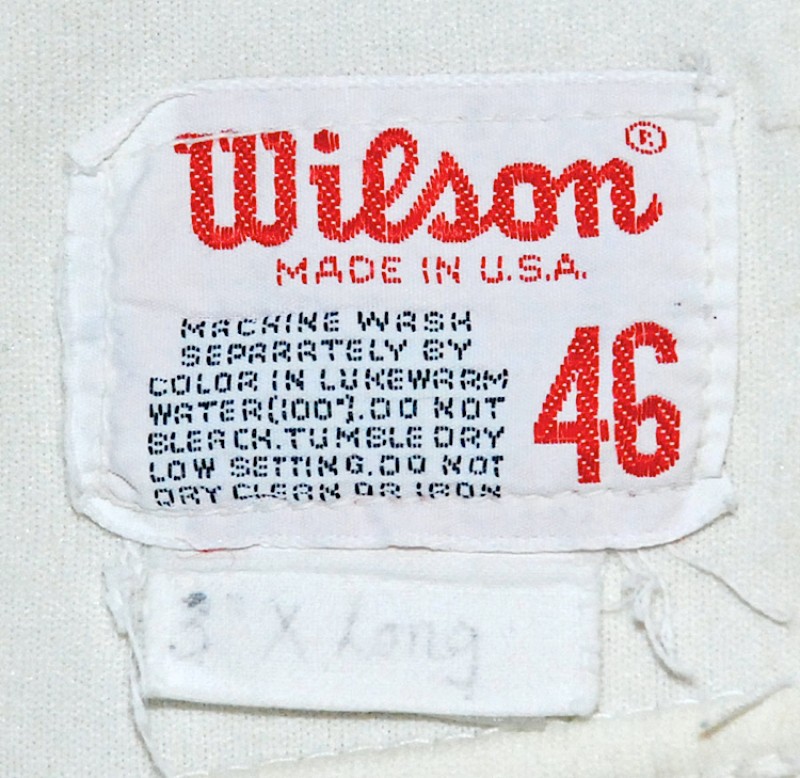 Wilson®
MADE IN U.S.A.
MACHINE WASH
SEPARATELY BY
COLOR IN LUKEWARM
WATER(100°).DO NOT
BLEACH.TUMBLE DRY
LOW SETTING.DO NOT
DRY CLEAN OR IRON
46
3" X Long